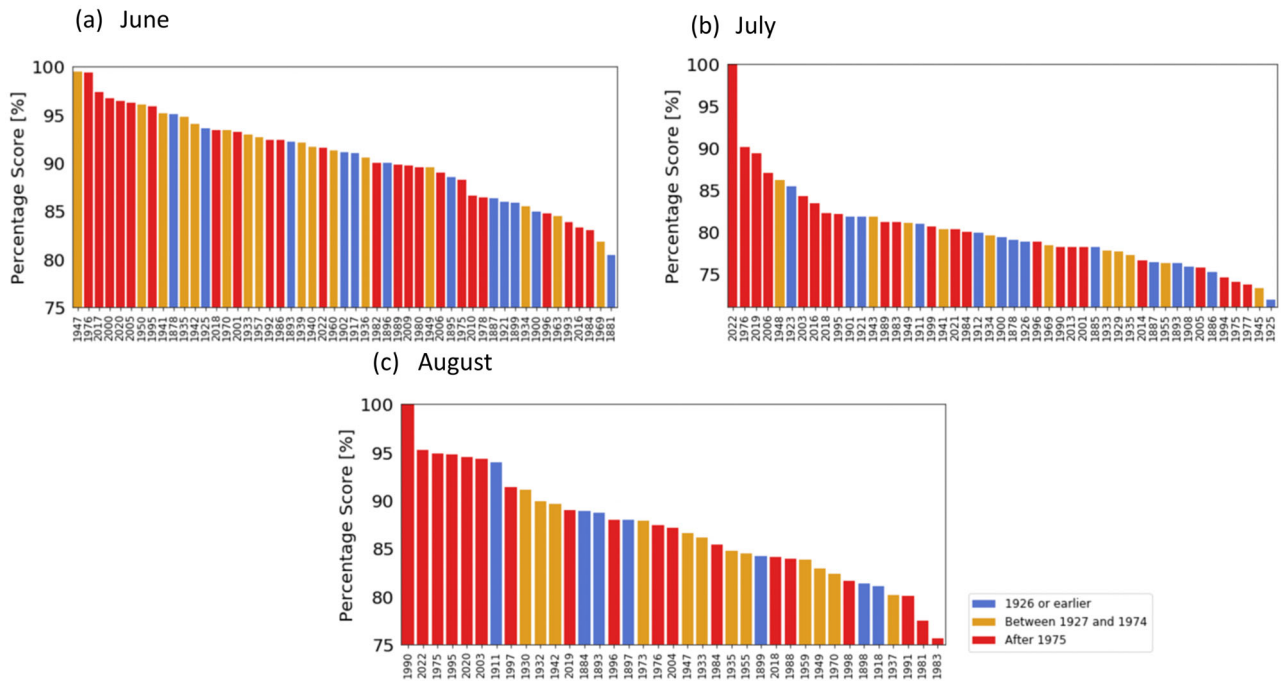 (a) June
100
95
90
85
80
75
Percentage Score [%]
1947 1976 2017 2000 2020 2005 1950 1995 1941 1878 1935 1942 1925 2018 1970 2001 1933 1957 1992 1986 1893 1939 1940 2022 1960 1902 1917 1936 1982 1896 1989 2009 1980 1949 2006 1895 1975 2010 1978 1887 1921 1899 1934 1900 1996 1963 1993 2016 1984 1969 1881
(b) July
100
95
90
85
80
75
Percentage Score [%]
2022 1976 2019 2006 1948 1923 2003 2016 2018 1995 1901 1921 1943 1989 1983 1949 1911 1999 1941 2021 1984 1912 1934 1900 1878 1926 1996 1969 1990 2013 2001 1885 1933 1929 1935 2014 1887 1955 1893 1908 2005 1886 1994 1975 1977 1945 1925
(c) August
100
95
90
85
80
75
Percentage Score [%]
1990 2022 1975 1995 2020 2003 1911 1997 1930 1932 1942 2019 1884 1893 1996 1897 1973 1976 2004 1947 1933 1984 1935 1955 1899 2018 1988 1959 1949 1970 1998 1898 1918 1937 1991 1981 1983
1926 or earlier
Between 1927 and 1974
After 1975